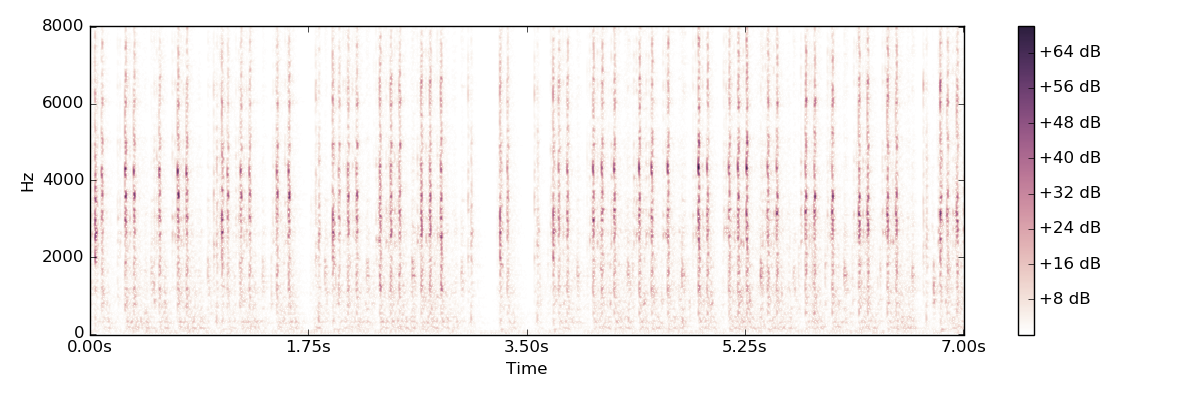 8000
6000
4000
2000
0
Hz
0.00s
1.75s
3.50s
5.25s
7.00s
Time
+64 dB
+56 dB
+48 dB
+40 dB
+32 dB
+24 dB
+16 dB
+8 dB